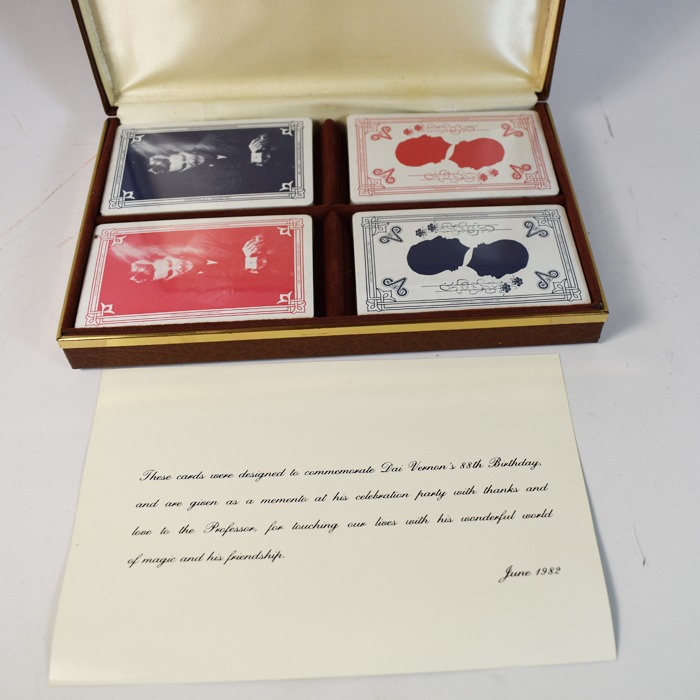 These cards were designed to commemorate Dai Vernon's 88th Birthday,
and are given as a memento at his celebration party with thanks and
love to the Professor, for touching our lives with his wonderful world
of magic and his friendship.
June 1982